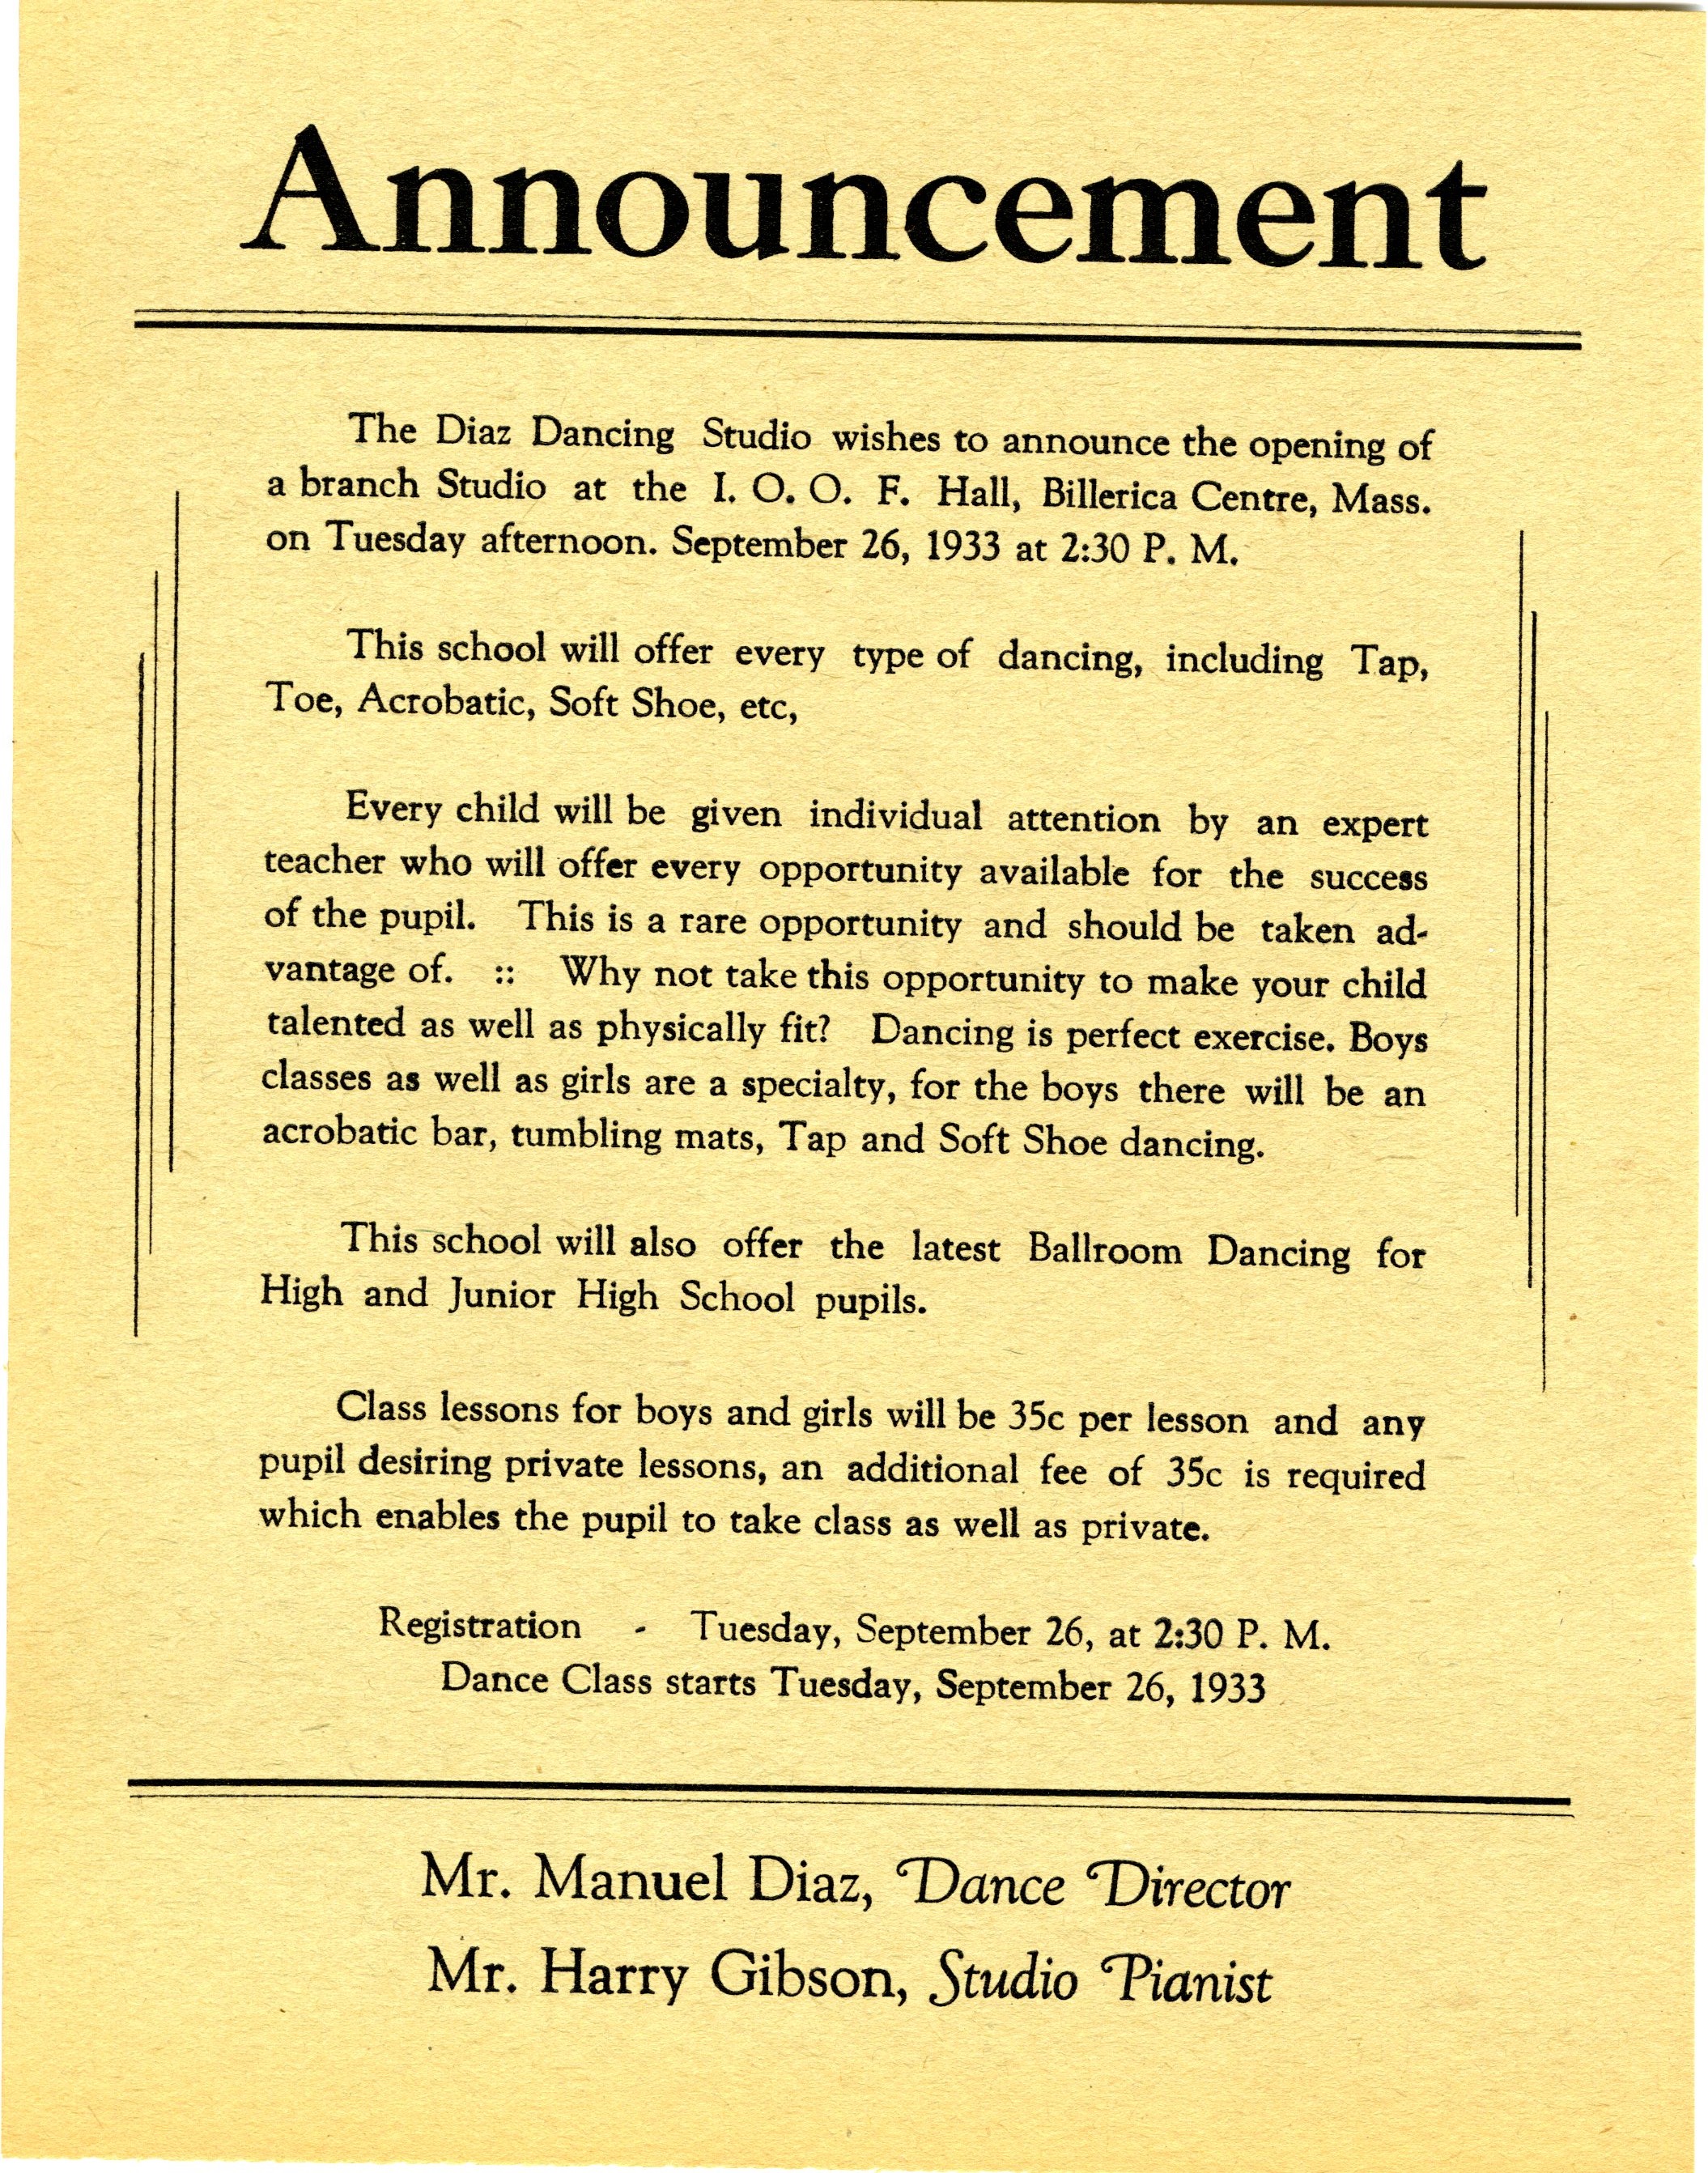 Announcement
The Diaz Dancing Studio wishes to announce the opening of
a branch Studio at the I. O. O. F. Hall, Billerica Centre, Mass.
on Tuesday afternoon. September 26, 1933 at 2:30 P. M.
This school will offer every type of dancing, including Tap,
Toe, Acrobatic, Soft Shoe, etc,
Every child will be given individual attention by an expert
teacher who will offer every opportunity available for the success
of the pupil. This is a rare opportunity and should be taken ad-
vantage of. :: Why not take this opportunity to make your child
talented as well as physically fit? Dancing is perfect exercise. Boys
classes as well as girls are a specialty, for the boys there will be an
acrobatic bar, tumbling mats, Tap and Soft Shoe dancing.
This school will also offer the latest Ballroom Dancing for
High and Junior High School pupils.
Class lessons for boys and girls will be 35c per lesson and any
pupil desiring private lessons, an additional fee of 35c is required
which enables the pupil to take class as well as private.
Registration - Tuesday, September 26, at 2:30 P. M.
Dance Class starts Tuesday, September 26, 1933
Mr. Manuel Diaz, Dance Director
Mr. Harry Gibson, Studio Pianist